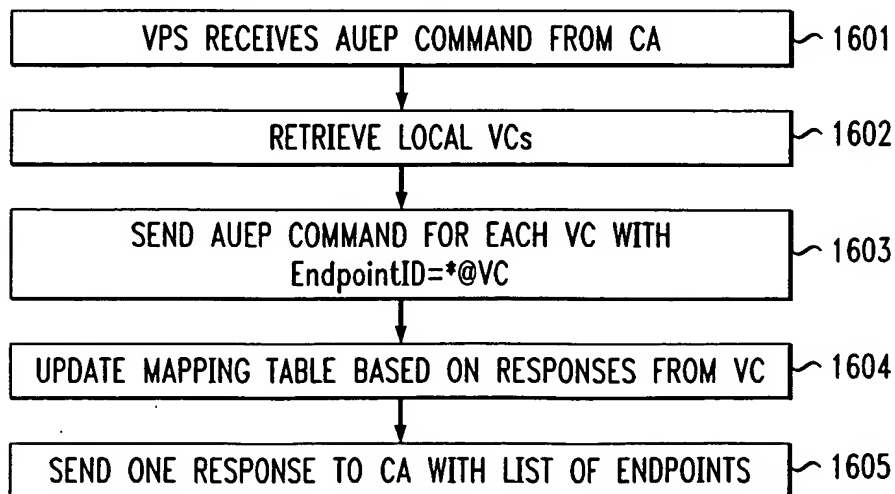 VPS RECEIVES AUEP COMMAND FROM CA
1601
RETRIEVE LOCAL VCs
1602
SEND AUEP COMMAND FOR EACH VC WITH
EndpointID=*@VC
1603
UPDATE MAPPING TABLE BASED ON RESPONSES FROM VC
1604
SEND ONE RESPONSE TO CA WITH LIST OF ENDPOINTS
1605